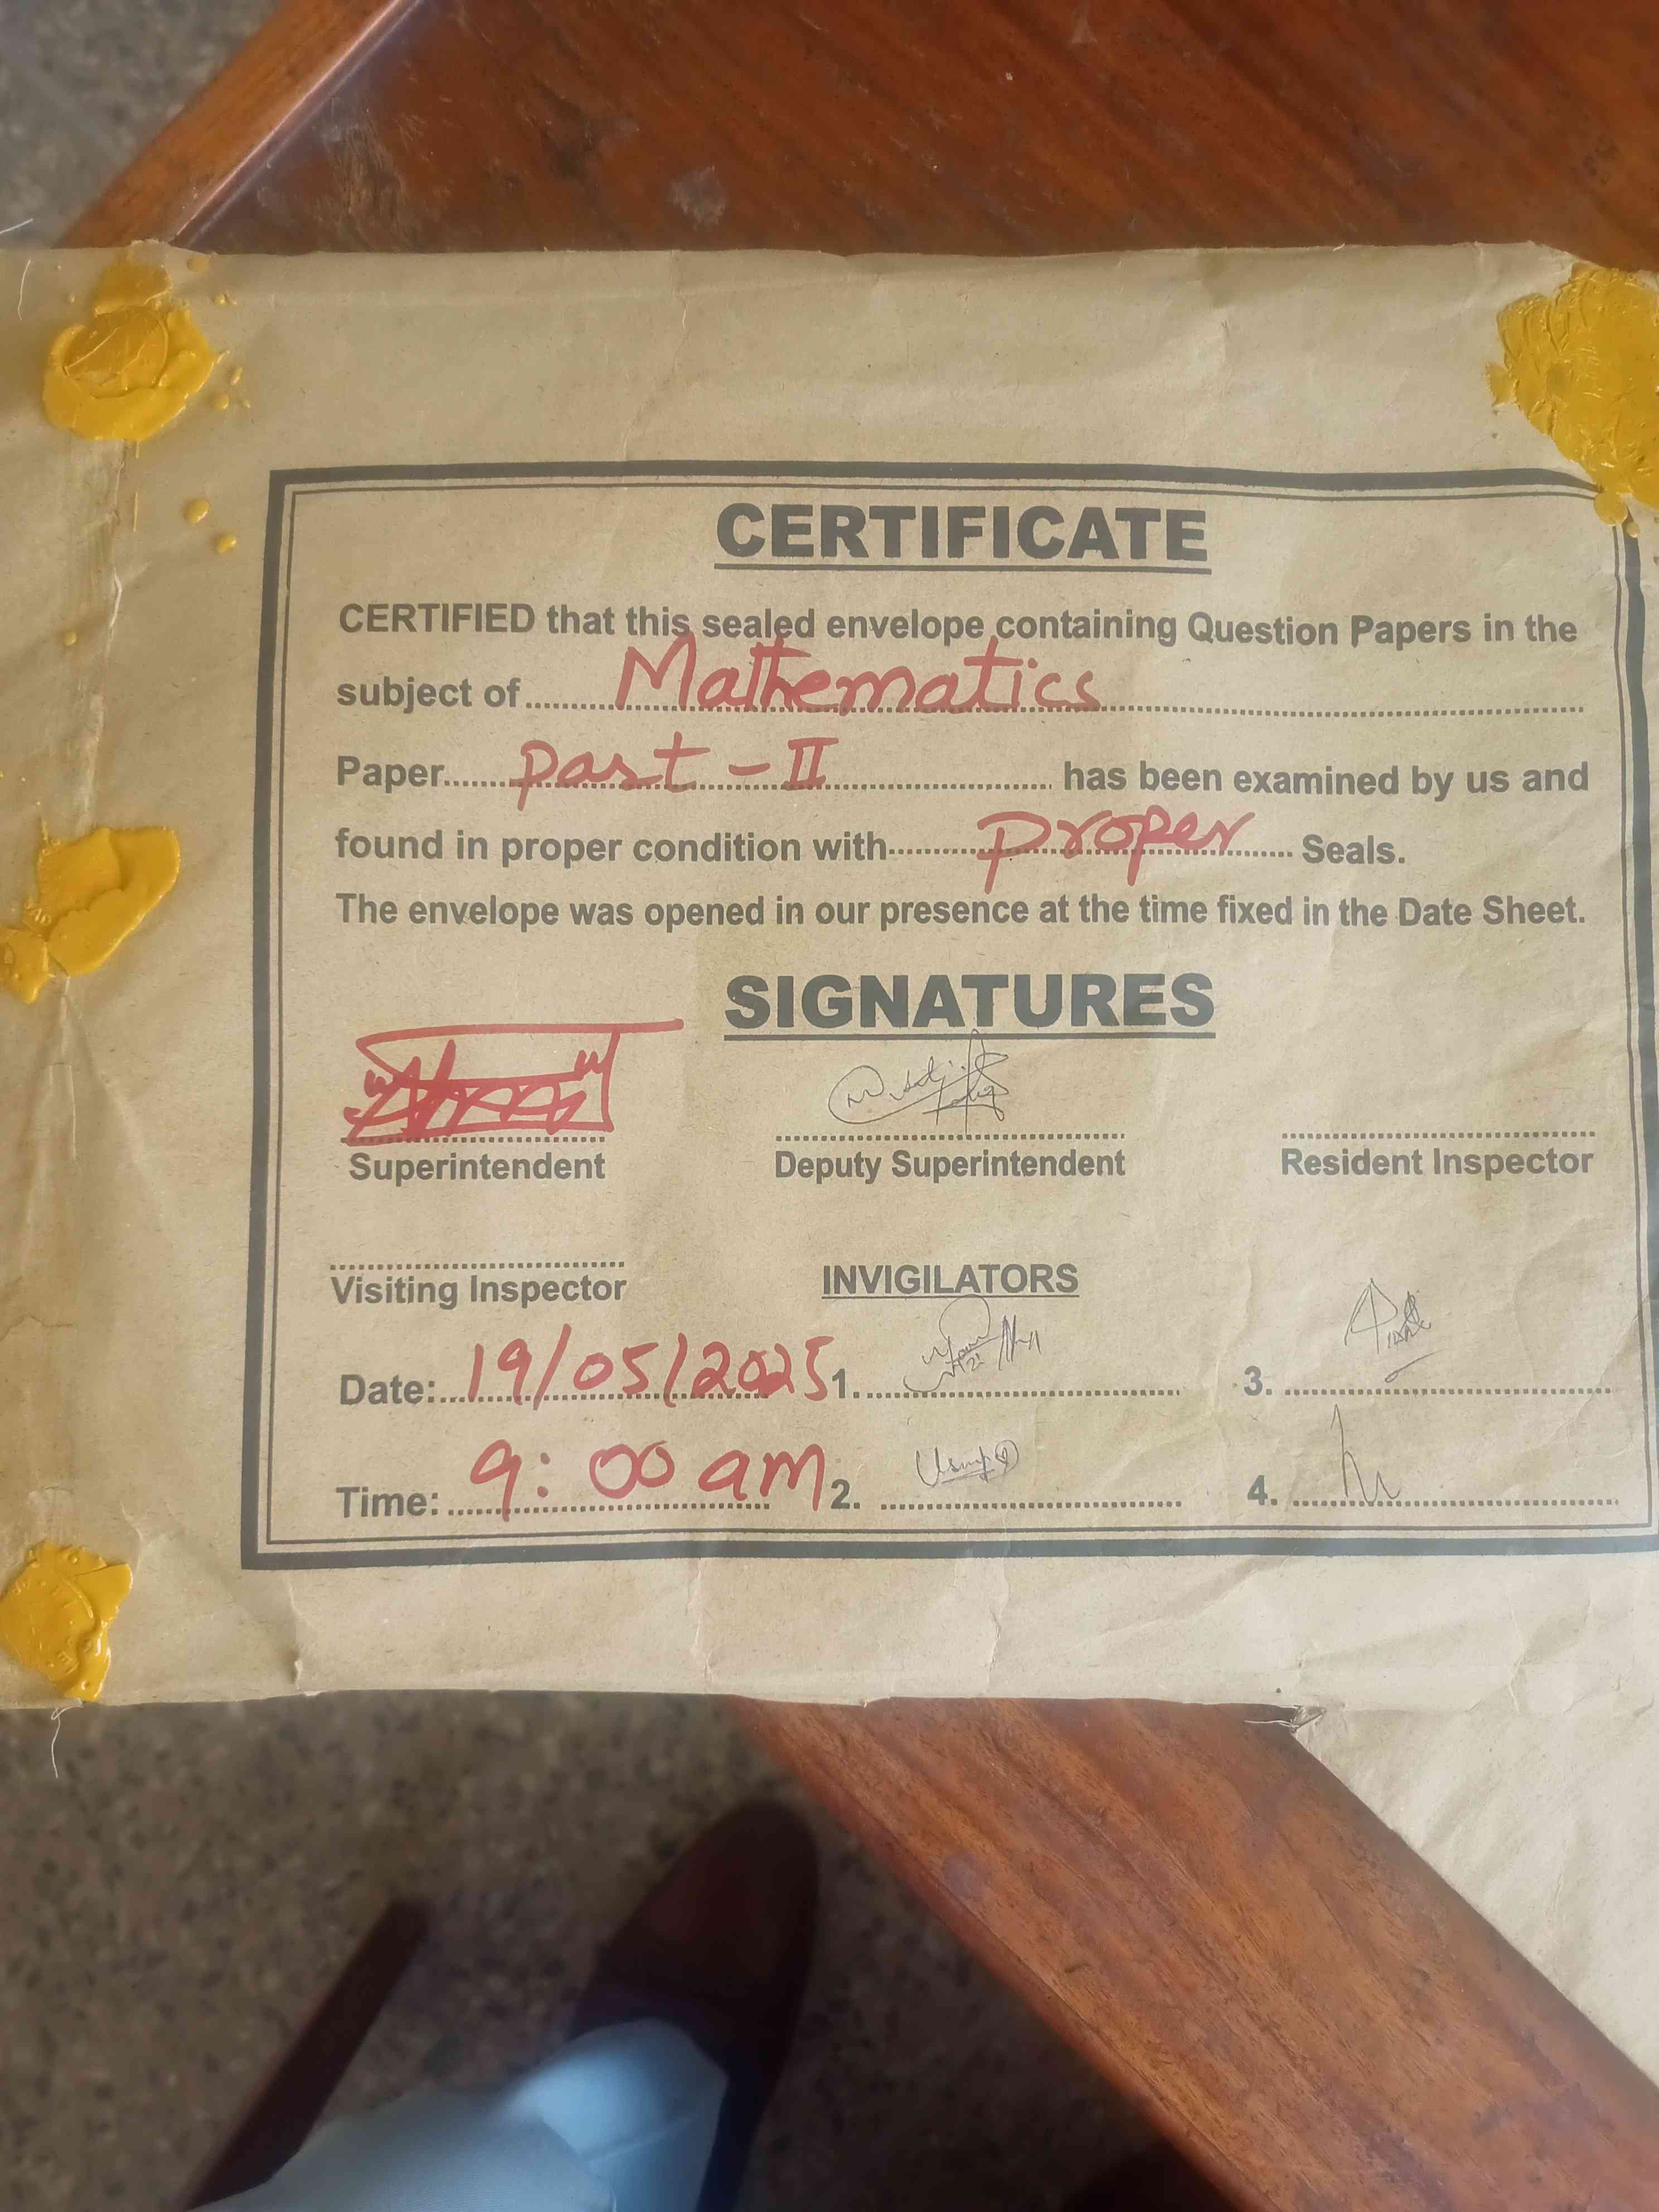 CERTIFICATE
CERTIFIED that this sealed envelope containing Question Papers in the
subject of Mathematics
Paper part - II has been examined by us and
found in proper condition with proper Seals.
The envelope was opened in our presence at the time fixed in the Date Sheet.
SIGNATURES
Superintendent Deputy Superintendent Resident Inspector
Visiting Inspector INVIGILATORS
Date: 19/05/2025 1. 3.
Time: 9:00 am 2. 4.